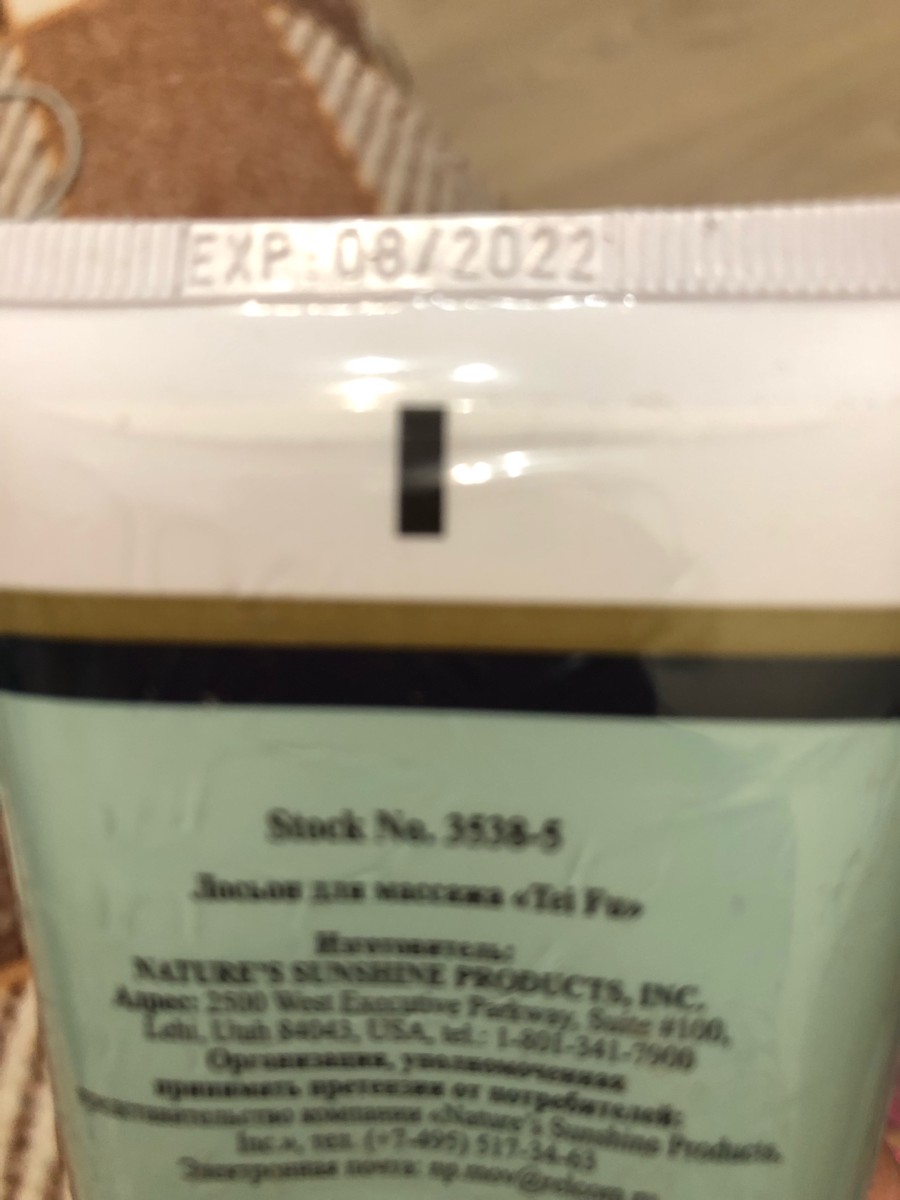 EXP.08/2022
Stock No. 3538-5
Лосьон для массажа «Tei Fu»
Изготовитель:
NATURE'S SUNSHINE PRODUCTS, INC.
Адрес: 2500 West Executive Parkway, Suite #100,
Lehi, Utah 84043, USA, tel.: 1-801-341-7900
Организация, уполномоченная
принимать претензии от потребителей:
Представительство компании «Nature's Sunshine Products,
Inc.», тел. (+7-495) 517-34-63
Электронная почта: